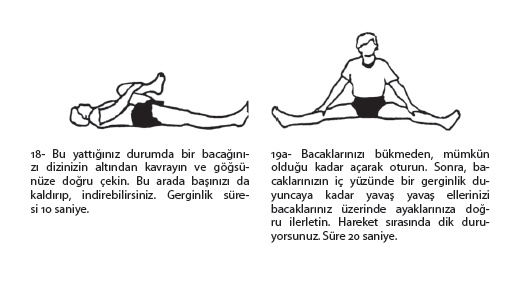 18- Bu yattığınız durumda bir bacağını-
zı dizinizin altından kavrayın ve göğsü-
nüze doğru çekin. Bu arada başınızı da
kaldırıp, indirebilirsiniz. Gerginlik süre-
si 10 saniye.
19a- Bacaklarınızı bükmeden, mümkün
olduğu kadar açarak oturun. Sonra, ba-
caklarınızın iç yüzünde bir gerginlik du-
yuncaya kadar yavaş yavaş ellerinizi
bacaklarınız üzerinde ayaklarınıza doğ-
ru ilerletin. Hareket sırasında dik duru-
yorsunuz. Süre 20 saniye.